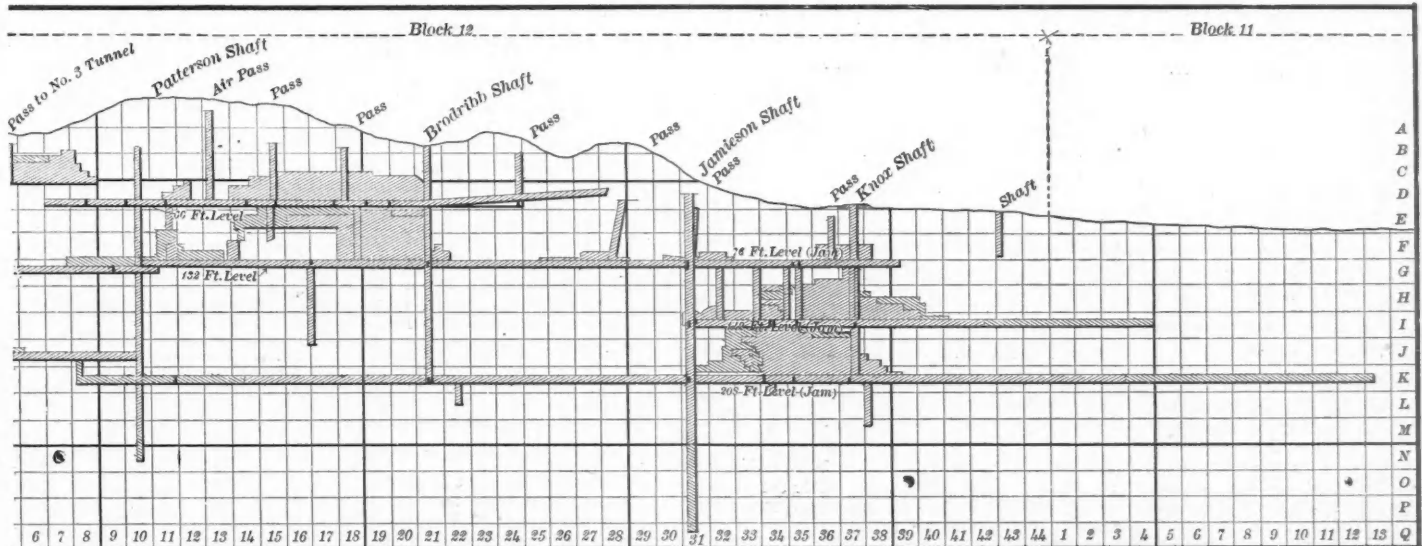 Block 12
Block 11
Pass to No. 3 Tunnel
Patterson Shaft
Air Pass
Pass
Pass
Brodribb Shaft
Pass
Pass
Jamieson Shaft
Pass
Pass
Knox Shaft
Shaft
A
B
C
D
E
F
G
H
I
J
K
L
M
N
O
P
Q
Ft. Level
132 Ft. Level
76 Ft. Level (Jam)
Ft. Level (Jam)
Ft. Level (Jam)
6 7 8 9 10 11 12 13 14 15 16 17 18 19 20 21 22 23 24 25 26 27 28 29 30 31 32 33 34 35 36 37 38 39 40 41 42 43 44 1 2 3 4 5 6 7 8 9 10 11 12 13